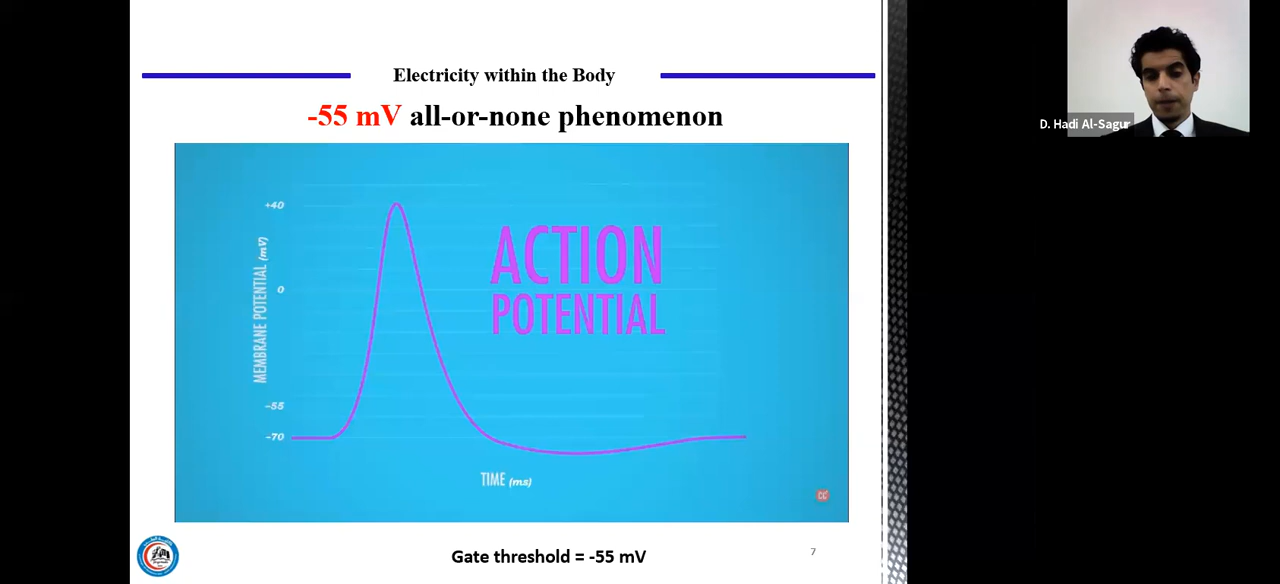 Electricity within the Body
-55 mV all-or-none phenomenon
+40
ACTION
POTENTIAL
MEMBRANE POTENTIAL (mV)
0
-55
-70
TIME (ms)
CC
Gate threshold = -55 mV
7
D. Hadi Al-Sagur